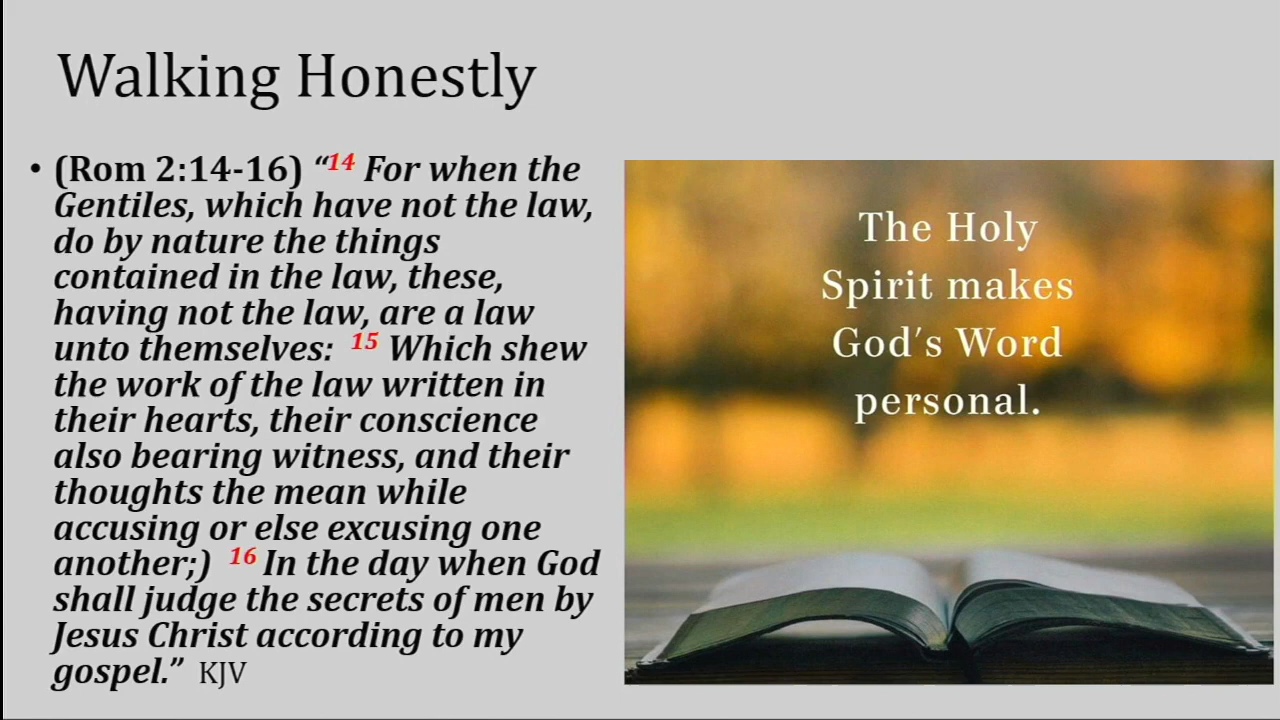 Walking Honestly
• (Rom 2:14-16) “14 For when the
Gentiles, which have not the law,
do by nature the things
contained in the law, these,
having not the law, are a law
unto themselves: 15 Which shew
the work of the law written in
their hearts, their conscience
also bearing witness, and their
thoughts the mean while
accusing or else excusing one
another;) 16 In the day when God
shall judge the secrets of men by
Jesus Christ according to my
gospel.” KJV
The Holy
Spirit makes
God's Word
personal.